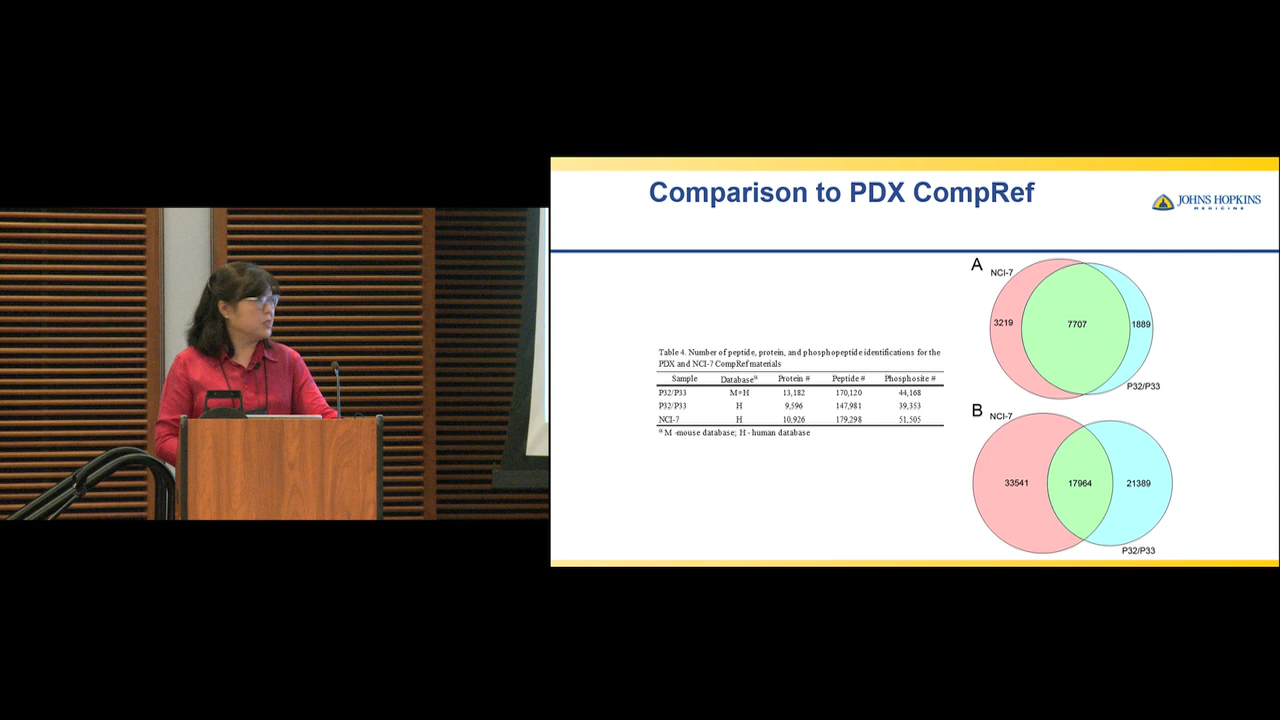 Comparison to PDX CompRef
JOHNS HOPKINS
MEDICINE
Table 4. Number of peptide, protein, and phosphopeptide identifications for the
PDX and NCI-7 CompRef materials
Sample Database a Protein # Peptide # Phosphosite #
P32/P33 M+H 13,182 170,120 44,168
P32/P33 H 9,596 147,981 39,353
NCI-7 H 10,926 179,298 51,505
a M -mouse database; H - human database
A
NCI-7
3219 7707 1889
P32/P33
B
NCI-7
33541 17964 21389
P32/P33